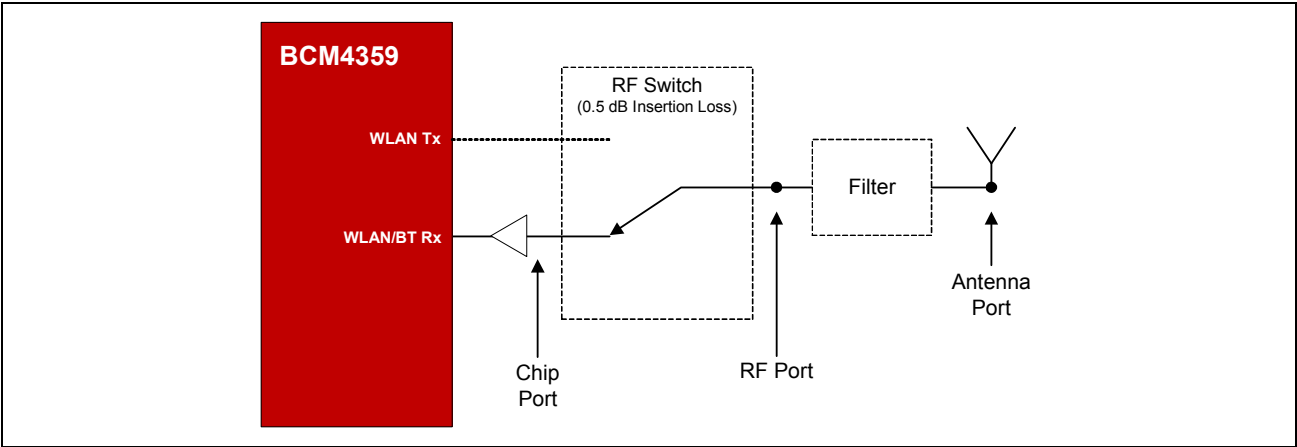 BCM4359
RF Switch
(0.5 dB Insertion Loss)
WLAN Tx
Filter
WLAN/BT Rx
Antenna
Port
Chip
Port
RF Port